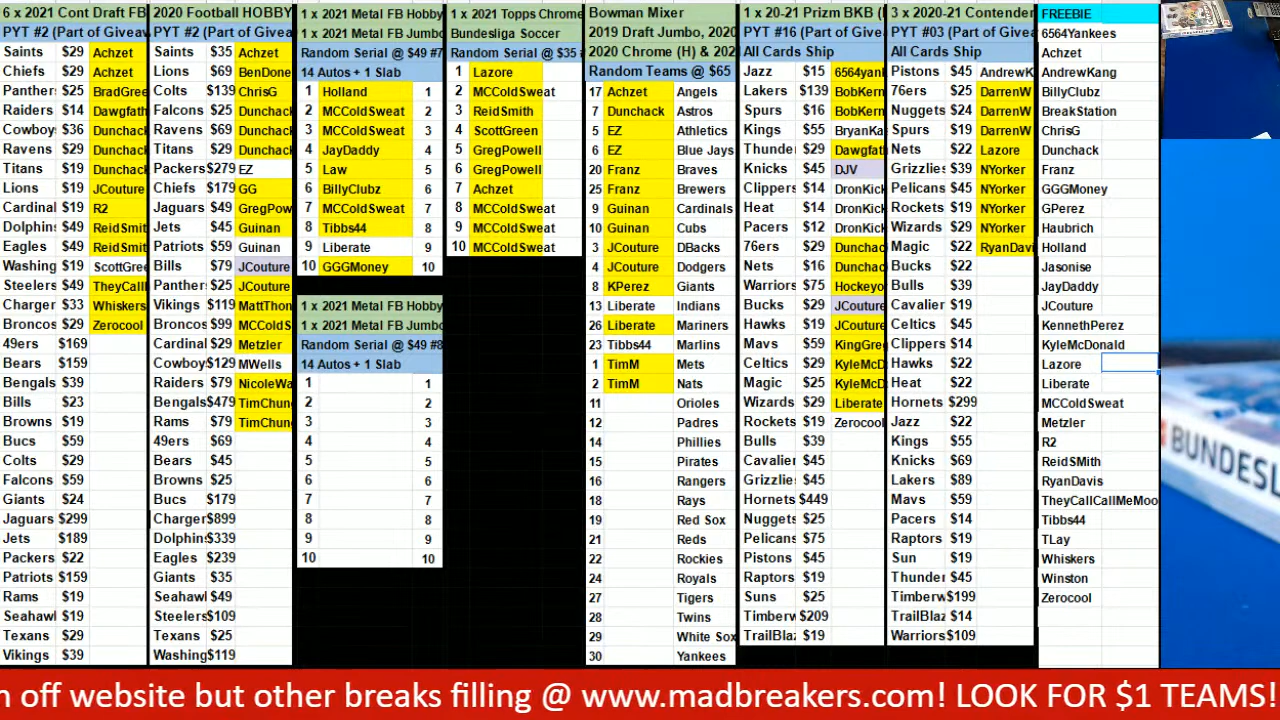 6 x 2021 Cont Draft FB
PYT #2 (Part of Giveav
Saints $29 Achzet
Chiefs $29 Achzet
Panthers $25 BradGree
Raiders $14 Dawgfath
Cowboys $36 Dunchack
Ravens $29 Dunchack
Titans $19 Dunchack
Lions $19 JCouture
Cardinal $19 R2
Dolphins $49 ReidSmit
Eagles $49 ReidSmit
Washing $19 ScottGree
Steelers $49 TheyCall
Charger $33 Whiskers
Broncos $29 Zerocool
49ers $169
Bears $159
Bengals $39
Bills $23
Browns $19
Bucs $59
Colts $29
Falcons $59
Giants $24
Jaguars $299
Jets $189
Packers $22
Patriots $159
Rams $19
Seahaw $19
Texans $29
Vikings $39
2020 Football HOBBY
PYT #2 (Part of Giveav
Saints $35 Achzet
Lions $69 BenDone
Colts $139 ChrisG
Falcons $25 Dunchack
Ravens $69 Dunchack
Titans $29 Dunchack
Packers $279 EZ
Chiefs $179 GG
Jaguars $49 GregPow
Jets $45 Guinan
Patriots $59 Guinan
Bills $79 JCouture
Panther $25 JCouture
Vikings $119 MattThon
Bronco $99 MCColdS
Cardinal $29 Metzler
Cowboy $129 MWells
Raiders $79 NicoleWa
Bengals $479 TimChung
Rams $79 TimChung
49ers $69
Bears $45
Browns $25
Bucs $179
Charger $899
Dolphin $339
Eagles $239
Giants $35
Seahaw $49
Steelers $109
Texans $25
Washing $119
1 x 2021 Metal FB Hobby
1 x 2021 Metal FB Jumbo
Random Serial @ $49 #7
14 Autos + 1 Slab
1 Holland 1
2 MCColdSweat 2
3 MCColdSweat 3
4 JayDaddy 4
5 Law 5
6 BillyClubz 6
7 MCColdSweat 7
8 Tibbs44 8
9 Liberate 9
10 GGGMoney 10
1 x 2021 Metal FB Hobby
1 x 2021 Metal FB Jumbo
Random Serial @ $49 #8
14 Autos + 1 Slab
1 1
2 2
3 3
4 4
5 5
6 6
7 7
8 8
9 9
10 10
1 x 2021 Topps Chrome
Bundesliga Soccer
Random Serial @ $35 #
1 Lazore
2 MCColdSweat
3 ReidSmith
4 ScottGreen
5 GregPowell
6 GregPowell
7 Achzet
8 MCColdSweat
9 MCColdSweat
10 MCColdSweat
Bowman Mixer
2019 Draft Jumbo, 2020
2020 Chrome (H) & 202
Random Teams @ $65
17 Achzet Angels
7 Dunchack Astros
5 EZ Athletics
6 EZ Blue Jays
20 Franz Braves
25 Franz Brewers
9 Guinan Cardinals
10 Guinan Cubs
3 JCouture DBacks
4 JCouture Dodgers
8 KPerez Giants
13 Liberate Indians
26 Liberate Mariners
23 Tibbs44 Marlins
1 TimM Mets
2 TimM Nats
11 Orioles
12 Padres
14 Phillies
15 Pirates
16 Rangers
18 Rays
19 Red Sox
21 Reds
22 Rockies
24 Royals
27 Tigers
28 Twins
29 White Sox
30 Yankees
1 x 20-21 Prizm BKB (
PYT #16 (Part of Givea
All Cards Ship
Jazz $15 6564yan
Lakers $139 BobKern
Spurs $16 BobKern
Kings $55 BryanKa
Thunder $29 Dawgfat
Knicks $45 DJV
Clippers $14 DronKick
Heat $14 DronKick
Pacers $12 DronKick
76ers $29 Dunchac
Nets $16 Dunchac
Warriors $75 Hockeyo
Bucks $29 JCouture
Hawks $19 JCouture
Mavs $59 KingGre
Celtics $29 KyleMcD
Magic $25 KyleMcD
Wizards $29 Liberate
Rockets $19 Zerocool
Bulls $39
Cavalier $45
Grizzlies $45
Hornets $449
Nuggets $25
Pelicans $75
Pistons $45
Raptors $19
Suns $25
Timberw $209
TrailBlaz $19
3 x 2020-21 Contender
PYT #03 (Part of Givea
All Cards Ship
Pistons $45 AndrewK
76ers $25 DarrenW
Nuggets $24 DarrenW
Spurs $19 DarrenW
Nets $22 Lazore
Grizzlies $39 NYorker
Pelicans $45 NYorker
Rockets $19 NYorker
Wizards $29 NYorker
Magic $22 RyanDavi
Bucks $22
Bulls $39
Cavalier $19
Celtics $45
Clippers $14
Hawks $22
Heat $22
Hornets $299
Jazz $22
Kings $55
Knicks $69
Lakers $89
Mavs $59
Pacers $14
Raptors $19
Sun $19
Thunder $45
Timberw $199
TrailBlaz $14
Warriors $109
FREEBIE
6564Yankees
Achzet
AndrewKang
BillyClubz
BreakStation
ChrisG
Dunchack
Franz
GGGMoney
GPerez
Haubrich
Holland
Jasonise
JayDaddy
JCouture
KennethPerez
KyleMcDonald
Lazore
Liberate
MCColdSweat
Metzler
R2
ReidSMith
RyanDavis
TheyCallCallMeMoo
Tibbs44
TLay
Whiskers
Winston
Zerocool
BUNDESL
n off website but other breaks filling @ www.madbreakers.com! LOOK FOR $1 TEAMS!